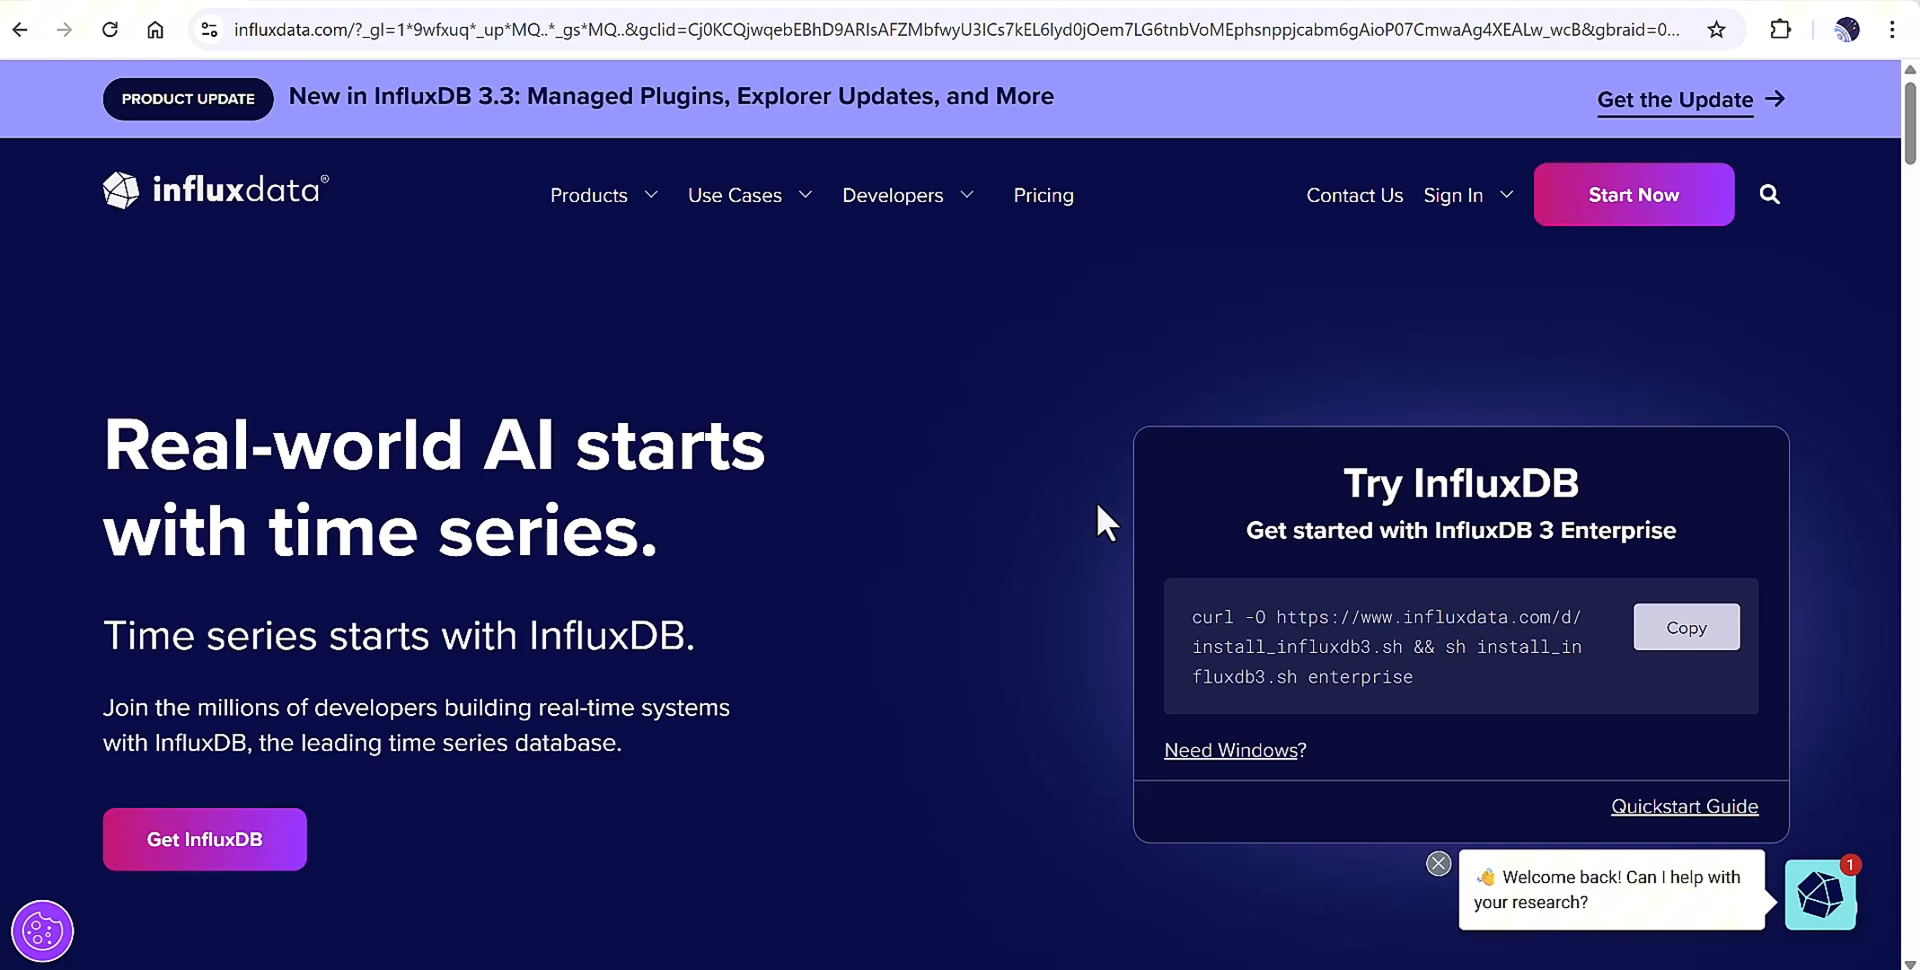 influxdata.com/?_gl=1*9wfxuq*_up*MQ..*_gs*MQ..&gclid=Cj0KCQjwqebEBhD9ARIsAFZMbfwyU3ICs7kEL6lyd0jOem7LG6tnbVoMEphsnppjcabm6gAioP07CmwaAg4XEALw_wcB&gbraid=0...
PRODUCT UPDATE New in InfluxDB 3.3: Managed Plugins, Explorer Updates, and More Get the Update →
influxdata®
Products Use Cases Developers Pricing Contact Us Sign In Start Now
Real-world AI starts
with time series.
Time series starts with InfluxDB.
Join the millions of developers building real-time systems
with InfluxDB, the leading time series database.
Get InfluxDB
Try InfluxDB
Get started with InfluxDB 3 Enterprise
curl -O https://www.influxdata.com/d/
install_influxdb3.sh && sh install_in
fluxdb3.sh enterprise
Copy
Need Windows?
Quickstart Guide
👋 Welcome back! Can I help with
your research?
1